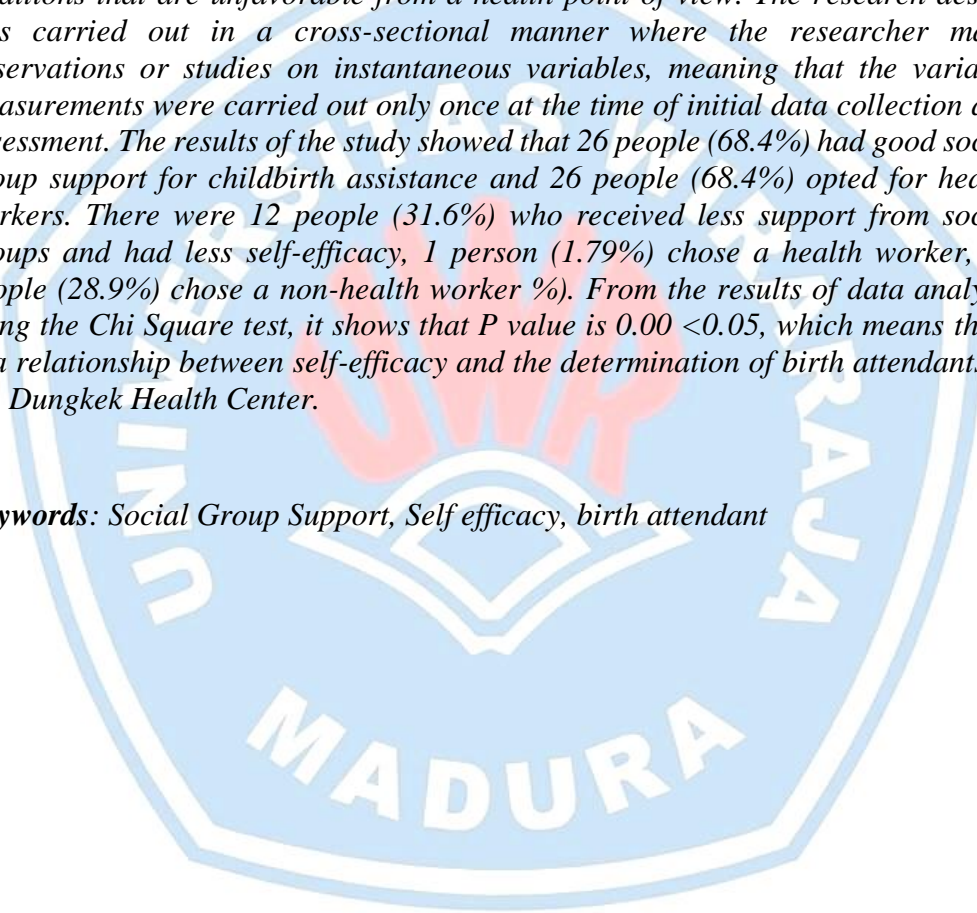 ditions that are unfavorable from a health point of view. The research des
s carried out in a cross-sectional manner where the researcher ma
servations or studies on instantaneous variables, meaning that the varia
asurements were carried out only once at the time of initial data collection a
essment. The results of the study showed that 26 people (68.4%) had good soc
oup support for childbirth assistance and 26 people (68.4%) opted for hea
rkers. There were 12 people (31.6%) who received less support from soc
oups and had less self-efficacy, 1 person (1.79%) chose a health worker,
ople (28.9%) chose a non-health worker %). From the results of data analy
ing the Chi Square test, it shows that P value is 0.00 <0.05, which means th
a relationship between self-efficacy and the determination of birth attendants
Dungkek Health Center.
ywords: Social Group Support, Self efficacy, birth attendant
UNIVERSITAS WIRARAJA
UWR
MADURA